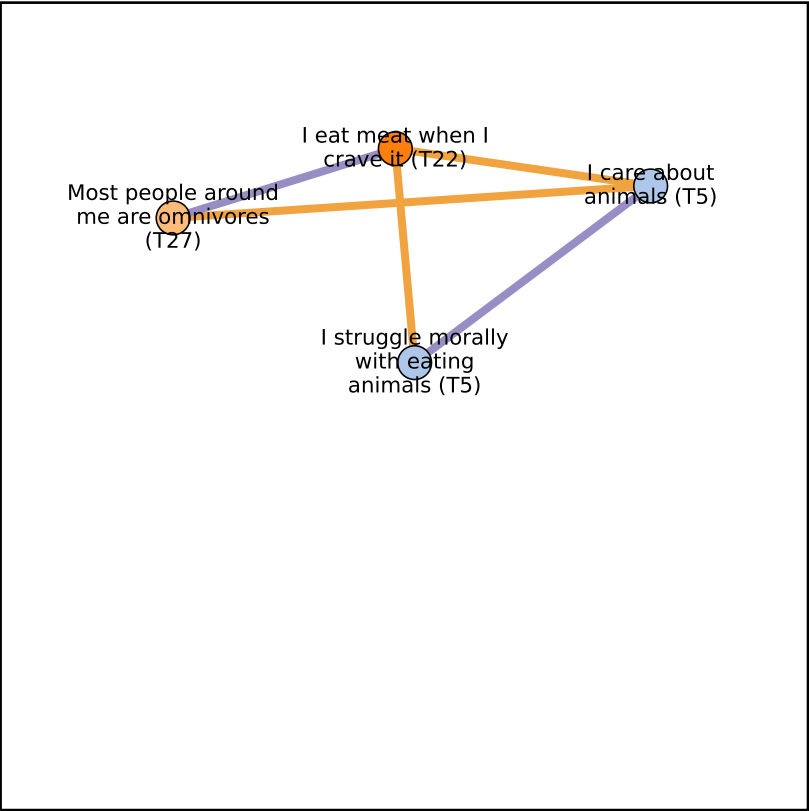 I eat meat when I
crave it (T22)
I care about
animals (T5)
Most people around
me are omnivores
(T27)
I struggle morally
with eating
animals (T5)